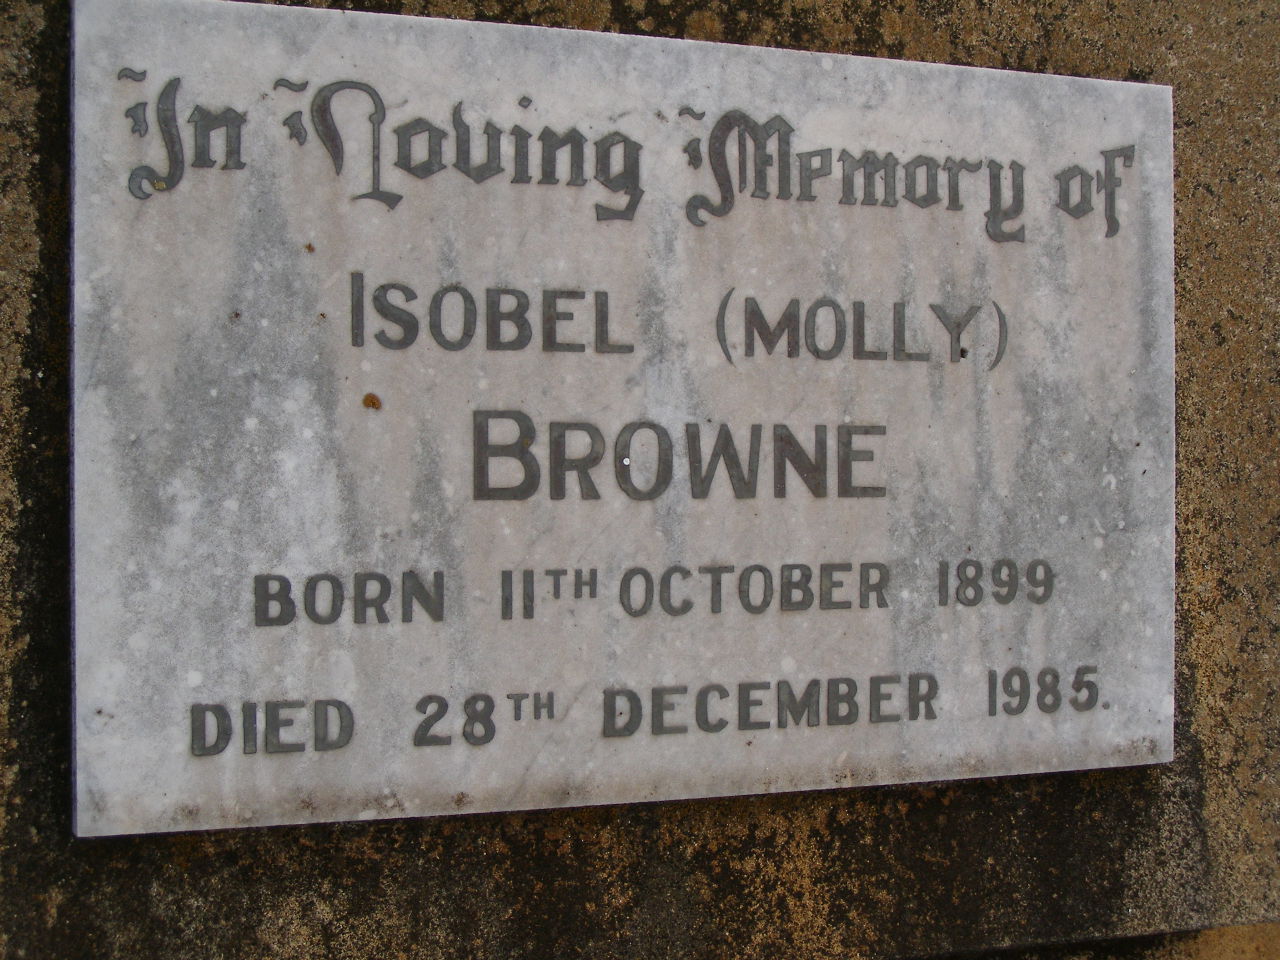 In Loving Memory of
ISOBEL (MOLLY)
BROWNE
BORN 11TH OCTOBER 1899
DIED 28TH DECEMBER 1985.